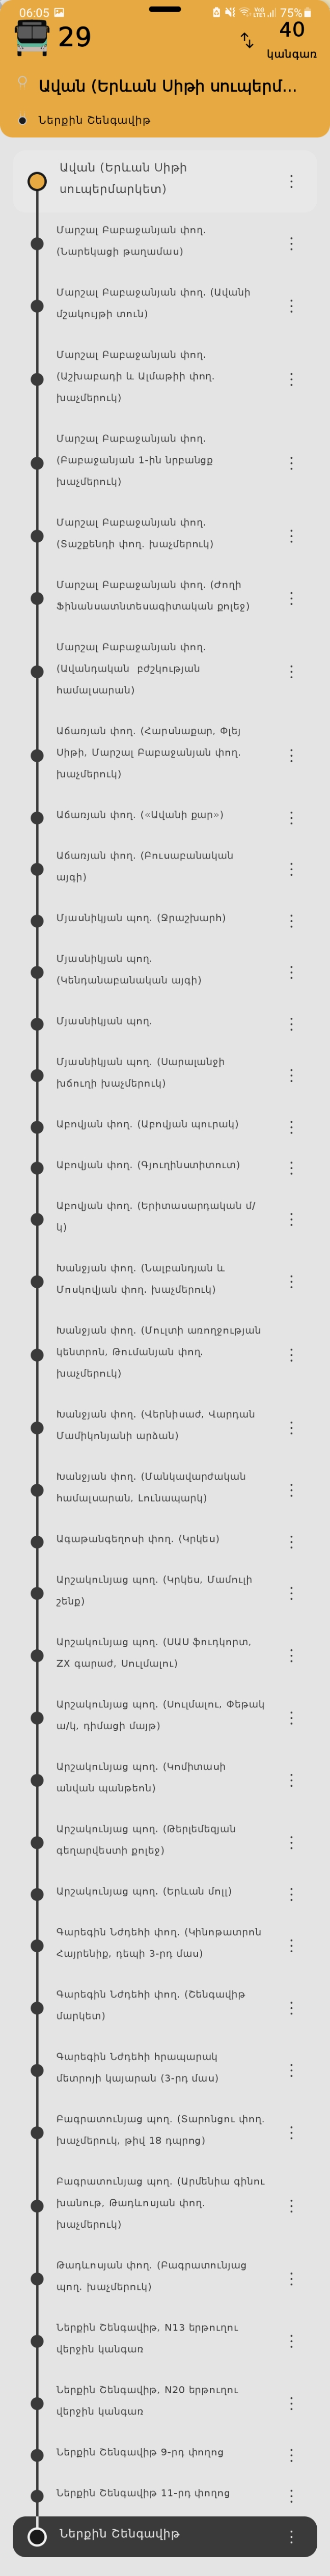 06:05 75%
29 40
կանգառ
Ավան (Երևան Սիթի սուպերմ...
Ներքին Շենգավիթ
Ավան (Երևան Սիթի
սուպերմարկետ)
Մարշալ Բաբաջանյան փող.
(Նարեկացի թաղամաս)
Մարշալ Բաբաջանյան փող. (Ավանի
մշակույթի տուն)
Մարշալ Բաբաջանյան փող.
(Աշխաբադի և Ալմաթիի փող.
խաչմերուկ)
Մարշալ Բաբաջանյան փող.
(Բաբաջանյան 1-ին նրբանցք
խաչմերուկ)
Մարշալ Բաբաջանյան փող.
(Տաշքենդի փող. խաչմերուկ)
Մարշալ Բաբաջանյան փող. (Ժողի
Ֆինանսատնտեսագիտական քոլեջ)
Մարշալ Բաբաջանյան փող.
(Ավանդական բժշկության
համալսարան)
Աճառյան փող. (Հարսնաքար, Փլեյ
Սիթի, Մարշալ Բաբաջանյան փող.
խաչմերուկ)
Աճառյան փող. («Ավանի քար»)
Աճառյան փող. (Բուսաբանական
այգի)
Մյասնիկյան պող. (Ջրաշխարհ)
Մյասնիկյան պող.
(Կենդանաբանական այգի)
Մյասնիկյան պող.
Մյասնիկյան պող. (Սարալանջի
խճուղի խաչմերուկ)
Աբովյան փող. (Աբովյան պուրակ)
Աբովյան փող. (Գյուղինստիտուտ)
Աբովյան փող. (Երիտասարդական մ/
կ)
Խանջյան փող. (Նալբանդյան և
Մոսկովյան փող. խաչմերուկ)
Խանջյան փող. (Մուլտի առողջության
կենտրոն, Թումանյան փող.
խաչմերուկ)
Խանջյան փող. (Վերնիսաժ, Վարդան
Մամիկոնյանի արձան)
Խանջյան փող. (Մանկավարժական
համալսարան, Լունապարկ)
Ագաթանգեղոսի փող. (Կրկես)
Արշակունյաց պող. (Կրկես, Մամուլի
շենք)
Արշակունյաց պող. (ՍԱՍ ֆուդկորտ,
ZX գարաժ, Սուլմալու)
Արշակունյաց պող. (Սուլմալու, Փեթակ
ա/կ, դիմացի մայթ)
Արշակունյաց պող. (Կոմիտասի
անվան պանթեոն)
Արշակունյաց պող. (Թերլեմեզյան
գեղարվեստի քոլեջ)
Արշակունյաց պող. (Երևան մոլլ)
Գարեգին Նժդեհի փող. (Կինոթատրոն
Հայրենիք, դեպի 3-րդ մաս)
Գարեգին Նժդեհի փող. (Շենգավիթ
մարկետ)
Գարեգին Նժդեհի հրապարակ
մետրոյի կայարան (3-րդ մաս)
Բագրատունյաց պող. (Տարոնցու փող.
խաչմերուկ, թիվ 18 դպրոց)
Բագրատունյաց պող. (Արմենիա գինու
խանութ, Թադևոսյան փող.
խաչմերուկ)
Թադևոսյան փող. (Բագրատունյաց
պող. խաչմերուկ)
Ներքին Շենգավիթ, N13 երթուղու
վերջին կանգառ
Ներքին Շենգավիթ, N20 երթուղու
վերջին կանգառ
Ներքին Շենգավիթ 9-րդ փողոց
Ներքին Շենգավիթ 11-րդ փողոց
Ներքին Շենգավիթ